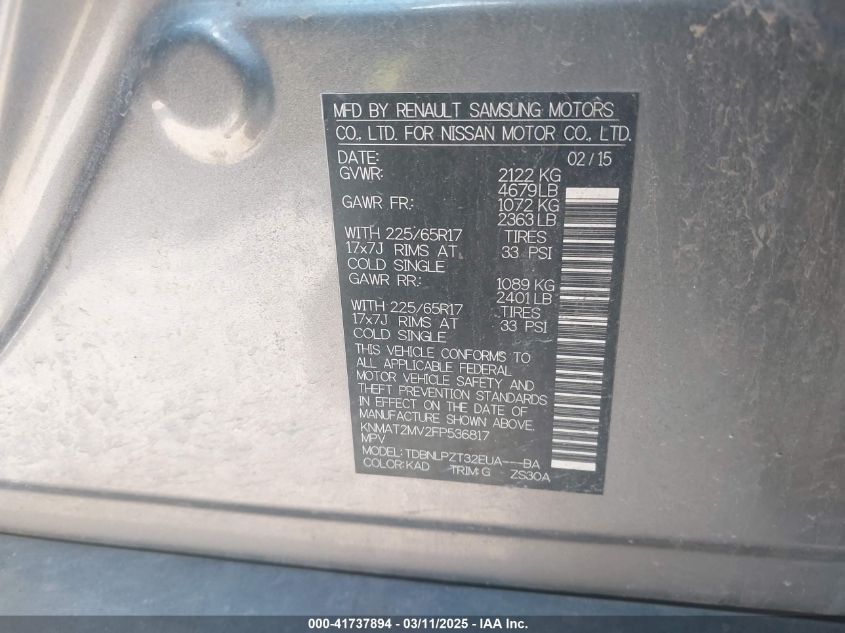 MFD BY RENAULT SAMSUNG MOTORS
CO., LTD. FOR NISSAN MOTOR CO., LTD.
DATE: 02/15
GVWR: 2122 KG
4679LB
GAWR FR: 1072 KG
2363LB
WITH 225/65R17 TIRES
17x7J RIMS AT 33 PSI
COLD SINGLE
GAWR RR: 1089 KG
2401LB
WITH 225/65R17 TIRES
17x7J RIMS AT 33 PSI
COLD SINGLE
THIS VEHICLE CONFORMS TO
ALL APPLICABLE FEDERAL
MOTOR VEHICLE SAFETY AND
THEFT PREVENTION STANDARDS
IN EFFECT ON THE DATE OF
MANUFACTURE SHOWN ABOVE.
KNMAT2MV2FP536817
MPV
MODEL: TDBNLPZT32EUA---BA
COLOR:KAD TRIM:G ZS30A
000-41737894 - 03/11/2025 - IAA Inc.